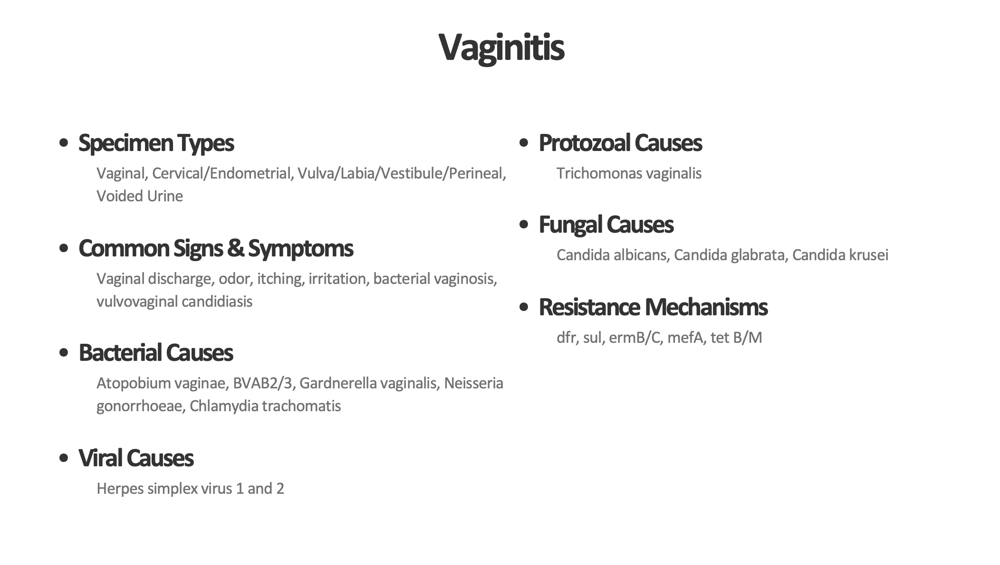 Vaginitis
• Specimen Types
Vaginal, Cervical/Endometrial, Vulva/Labia/Vestibule/Perineal,
Voided Urine
• Common Signs & Symptoms
Vaginal discharge, odor, itching, irritation, bacterial vaginosis,
vulvovaginal candidiasis
• Bacterial Causes
Atopobium vaginae, BVAB2/3, Gardnerella vaginalis, Neisseria
gonorrhoeae, Chlamydia trachomatis
• Viral Causes
Herpes simplex virus 1 and 2
• Protozoal Causes
Trichomonas vaginalis
• Fungal Causes
Candida albicans, Candida glabrata, Candida krusei
• Resistance Mechanisms
dfr, sul, ermB/C, mefA, tet B/M